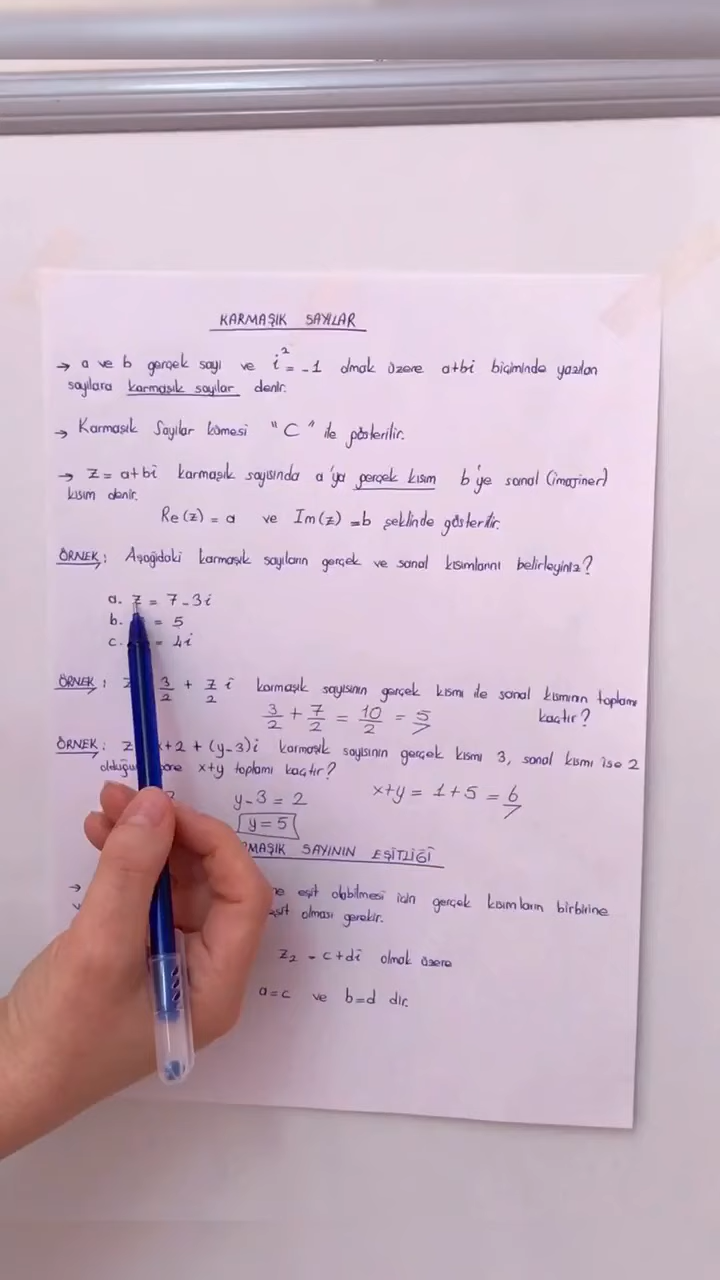 KARMAŞIK SAYILAR
→ a ve b gerçek sayı ve i² = -1 olmak üzere a+bi biçiminde yazılan
sayılara karmaşık sayılar denir.
→ Karmaşık Sayılar kümesi "C" ile gösterilir.
→ z = a+bi karmaşık sayısında a'ya gerçek kısım b'ye sanal (imajiner)
kısım denir.
Re(z) = a ve Im(z) = b şeklinde gösterilir.
ÖRNEK: Aşağıdaki karmaşık sayıların gerçek ve sanal kısımlarını belirleyiniz?
a. z = 7-3i
b. = 5
c. = 4i
ÖRNEK: z 3/2 + 7/2 i karmaşık sayısının gerçek kısmı ile sanal kısmının toplamı
kaçtır?
3/2 + 7/2 = 10/2 = 5
ÖRNEK: z x+2 + (y-3)i karmaşık sayısının gerçek kısmı 3, sanal kısmı ise 2
x+y toplamı kaçtır?
y-3 = 2
x+y = 1+5 = 6
y=5
SAYININ EŞİTLİĞİ
→ eşit olabilmesi için gerçek kısımların birbirine
olması gerekir.
z₂ = c+di olmak üzere
a=c ve b=d dir.